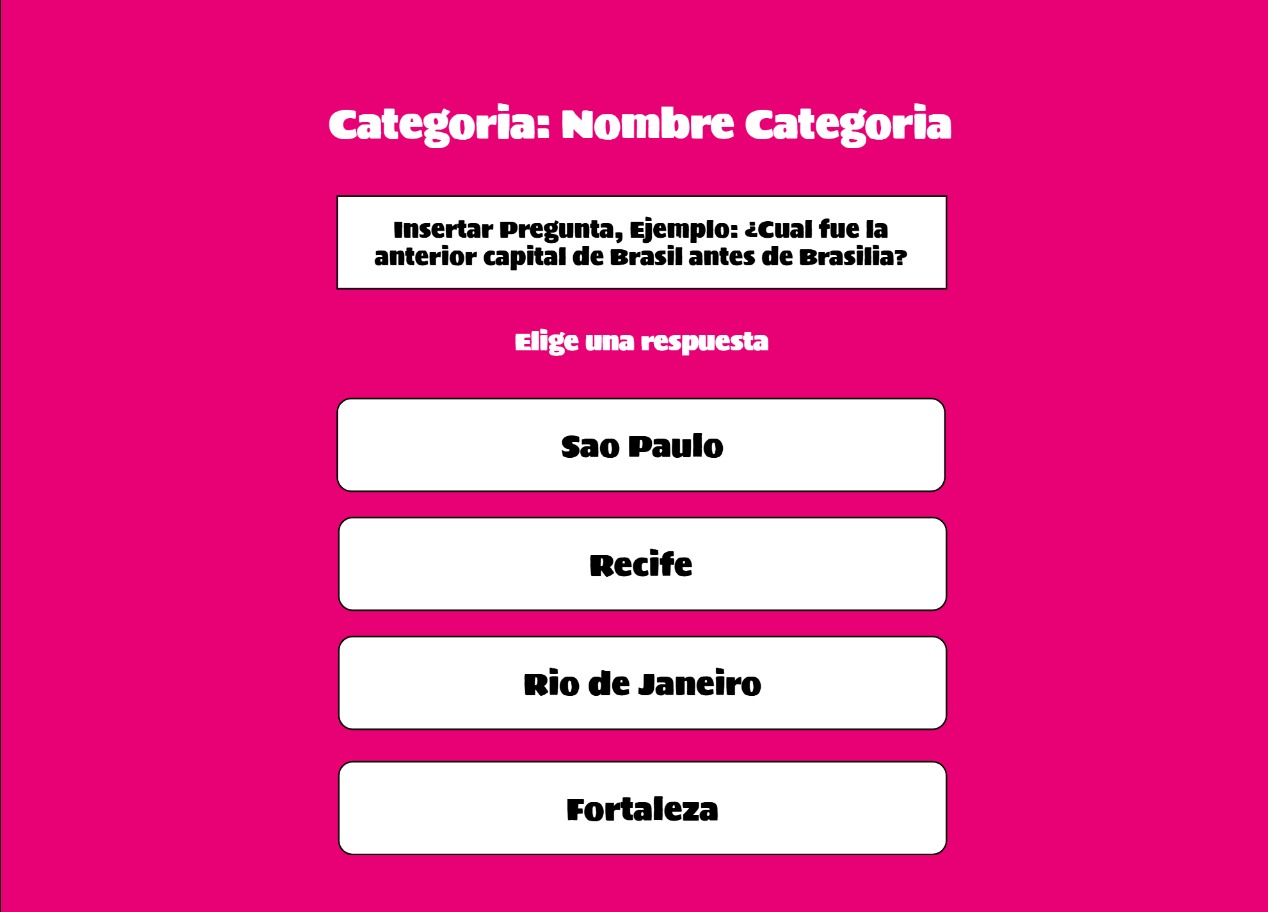 Categoria: Nombre Categoria
Insertar Pregunta, Ejemplo: ¿Cual fue la
anterior capital de Brasil antes de Brasilia?
Elige una respuesta
Sao Paulo
Recife
Rio de Janeiro
Fortaleza